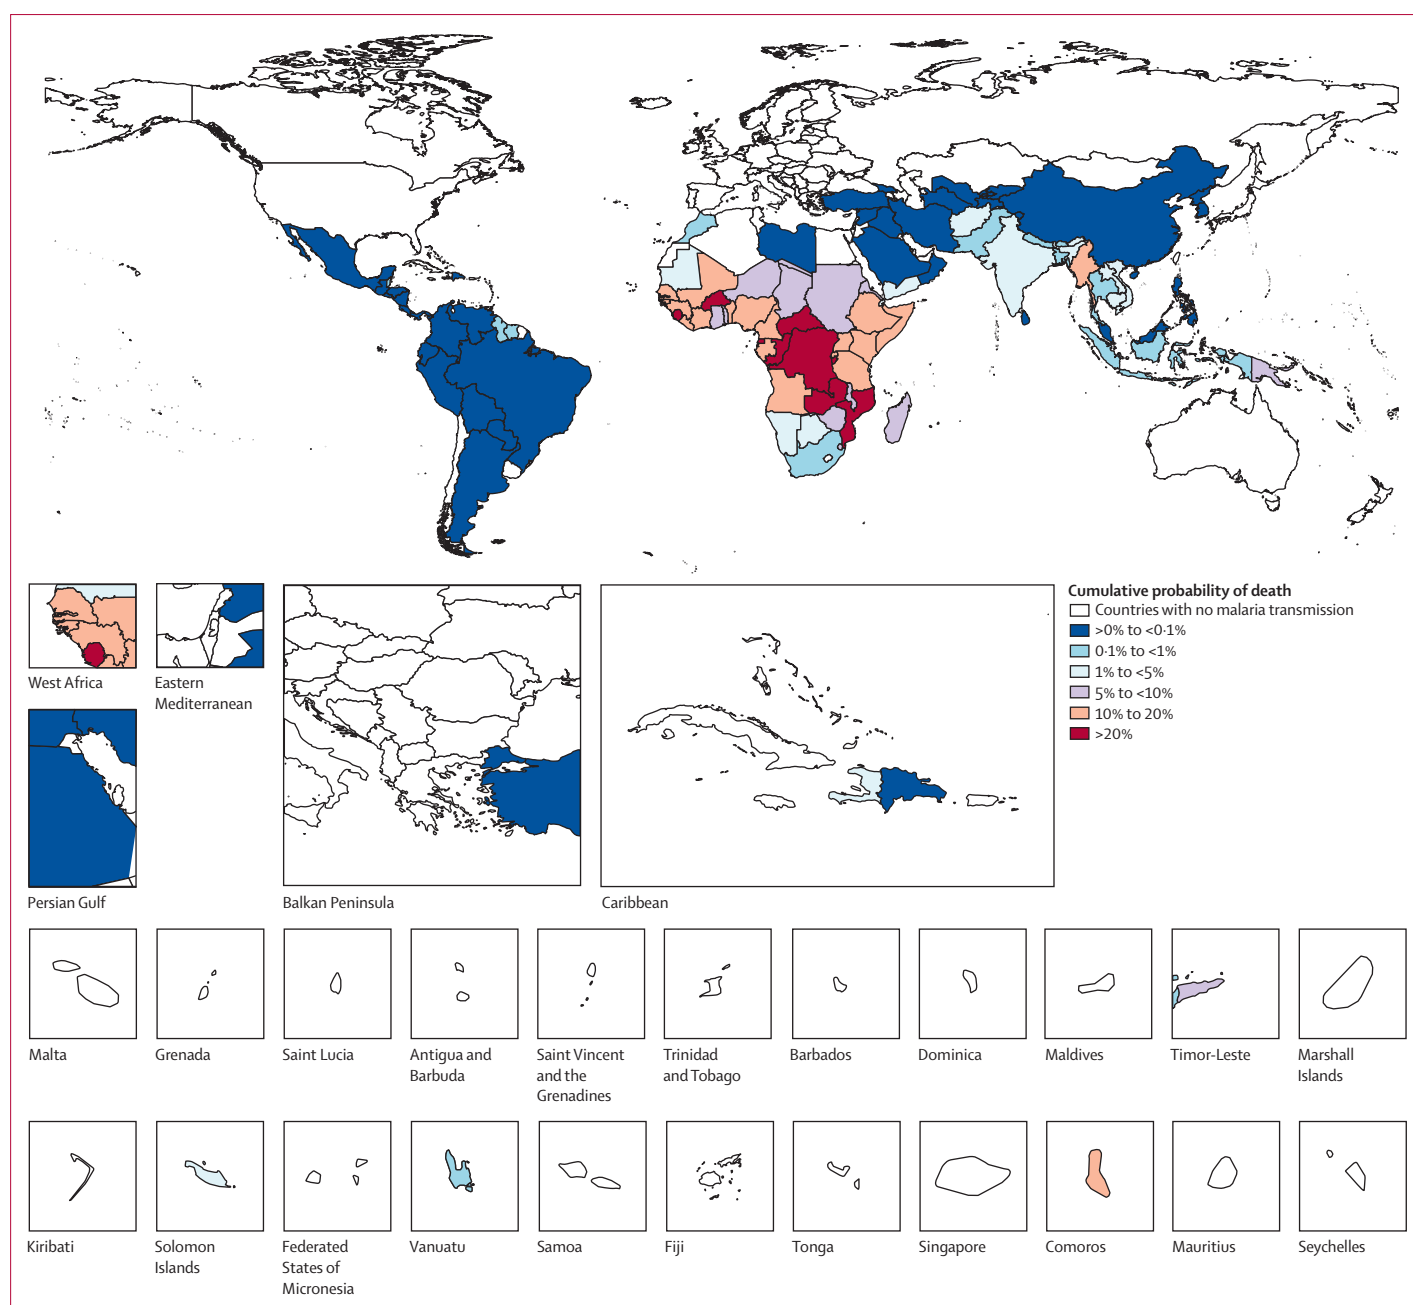 Cumulative probability of death
Countries with no malaria transmission
>0% to <0·1%
0·1% to <1%
1% to <5%
5% to <10%
10% to 20%
>20%
West Africa
Eastern
Mediterranean
Persian Gulf
Balkan Peninsula
Caribbean
Malta
Grenada
Saint Lucia
Antigua and
Barbuda
Saint Vincent
and the
Grenadines
Trinidad
and Tobago
Barbados
Dominica
Maldives
Timor-Leste
Marshall
Islands
Kiribati
Solomon
Islands
Federated
States of
Micronesia
Vanuatu
Samoa
Fiji
Tonga
Singapore
Comoros
Mauritius
Seychelles